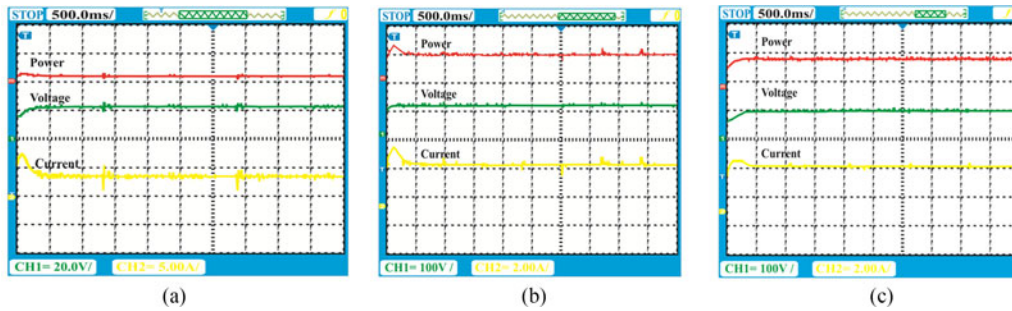 STOP 500.0ms/
T
Power
Voltage
Current
CH1= 20.0V/ CH2= 5.00A/
(a)
STOP 500.0ms/
T
Power
Current
CH1= 100V/ CH2= 2.00A/
(b)
STOP 500.0ms/
T
Power
Voltage
Current
CH1= 100V/ CH2= 2.00A/
(c)